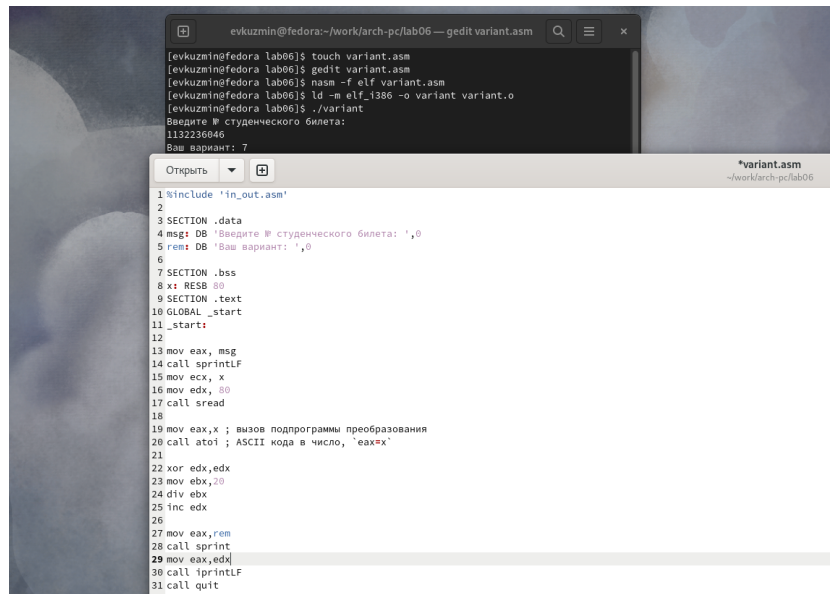 evkuzmin@fedora:~/work/arch-pc/lab06 — gedit variant.asm
[evkuzmin@fedora lab06]$ touch variant.asm
[evkuzmin@fedora lab06]$ gedit variant.asm
[evkuzmin@fedora lab06]$ nasm -f elf variant.asm
[evkuzmin@fedora lab06]$ ld -m elf_i386 -o variant variant.o
[evkuzmin@fedora lab06]$ ./variant
Введите № студенческого билета:
1132236046
Ваш вариант: 7
Открыть
*variant.asm
~/work/arch-pc/lab06
1 %include 'in_out.asm'
2
3 SECTION .data
4 msg: DB 'Введите № студенческого билета: ',0
5 rem: DB 'Ваш вариант: ',0
6
7 SECTION .bss
8 x: RESB 80
9 SECTION .text
10 GLOBAL _start
11 _start:
12
13 mov eax, msg
14 call sprintLF
15 mov ecx, x
16 mov edx, 80
17 call sread
18
19 mov eax,x ; вызов подпрограммы преобразования
20 call atoi ; ASCII кода в число, `eax=x`
21
22 xor edx,edx
23 mov ebx,20
24 div ebx
25 inc edx
26
27 mov eax,rem
28 call sprint
29 mov eax,edx
30 call iprintLF
31 call quit